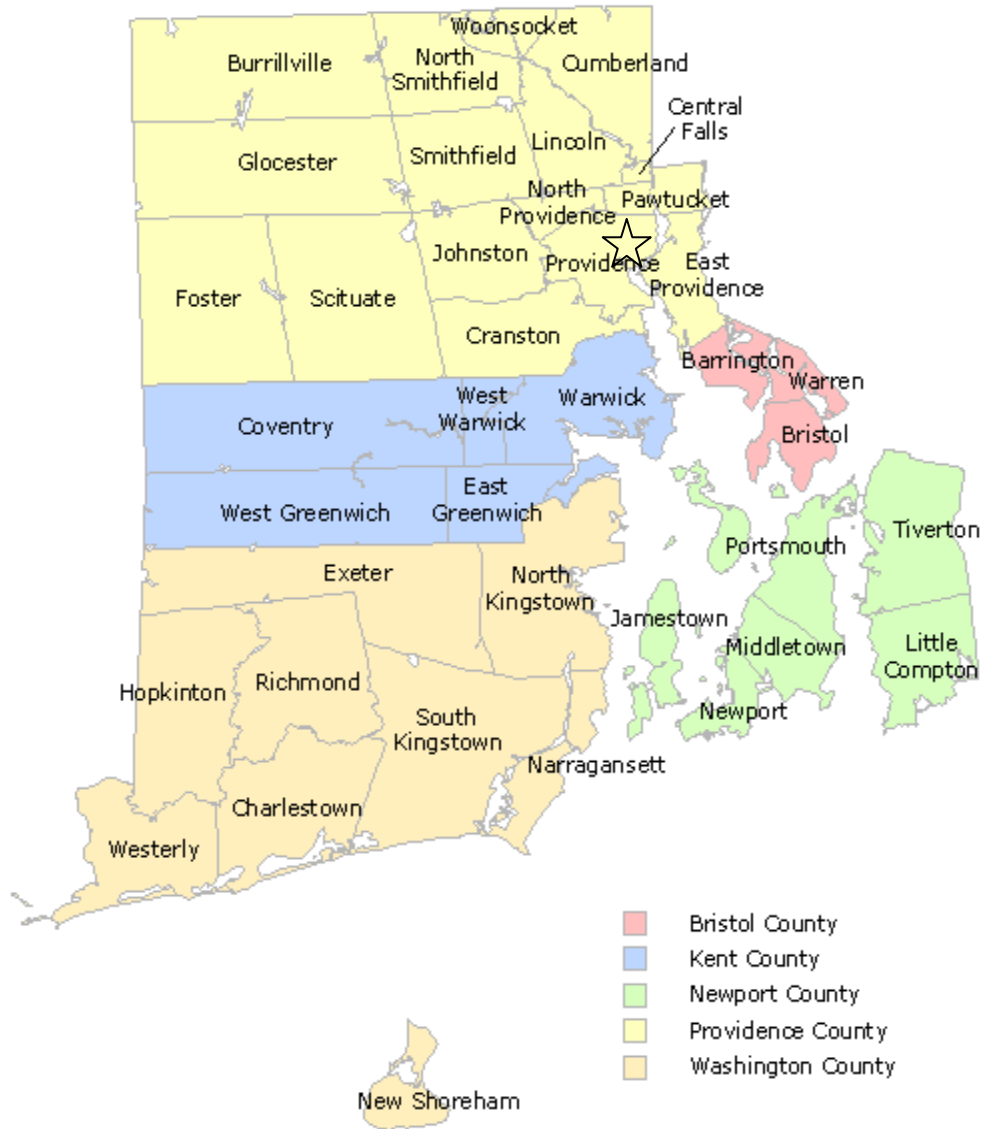 Woonsocket
Burrillville
North
Smithfield
Cumberland
Central
Falls
Lincoln
Glocester
Smithfield
North
Providence
Pawtucket
Johnston
Providence
East
Providence
Foster
Scituate
Cranston
Barrington
Warren
West
Warwick
Warwick
Coventry
Bristol
East
Greenwich
West Greenwich
Tiverton
Portsmouth
Exeter
North
Kingstown
Jamestown
Middletown
Little
Compton
Hopkinton
Richmond
South
Kingstown
Newport
Narragansett
Charlestown
Westerly
Bristol County
Kent County
Newport County
Providence County
Washington County
New Shoreham